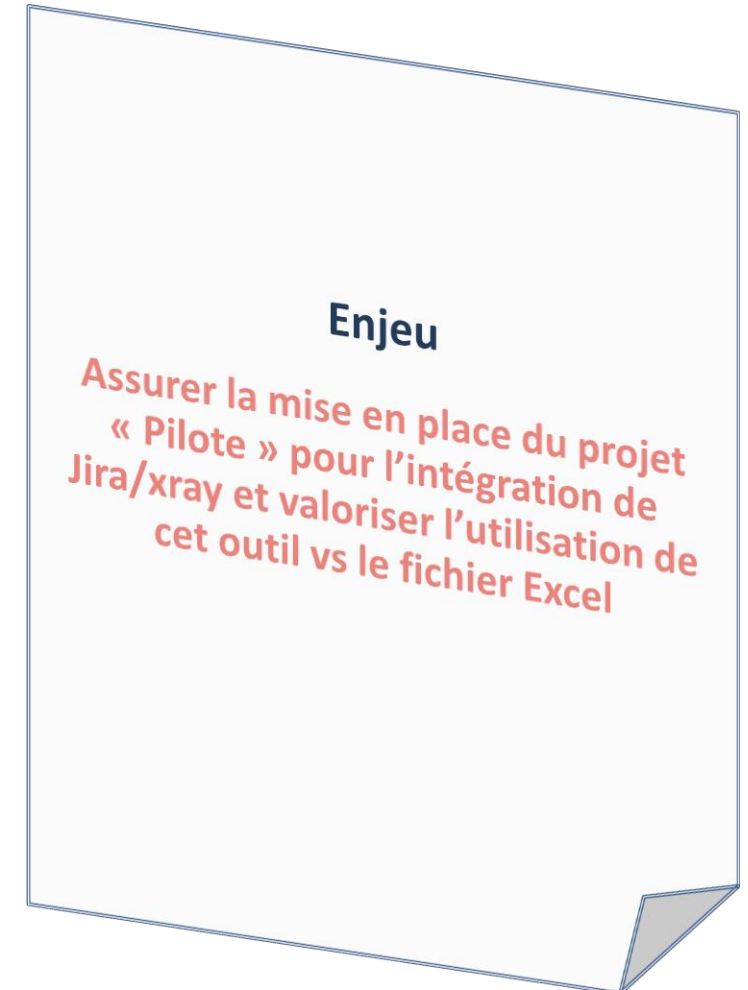 Enjeu
Assurer la mise en place du projet
« Pilote » pour l’intégration de
Jira/xray et valoriser l’utilisation de
cet outil vs le fichier Excel